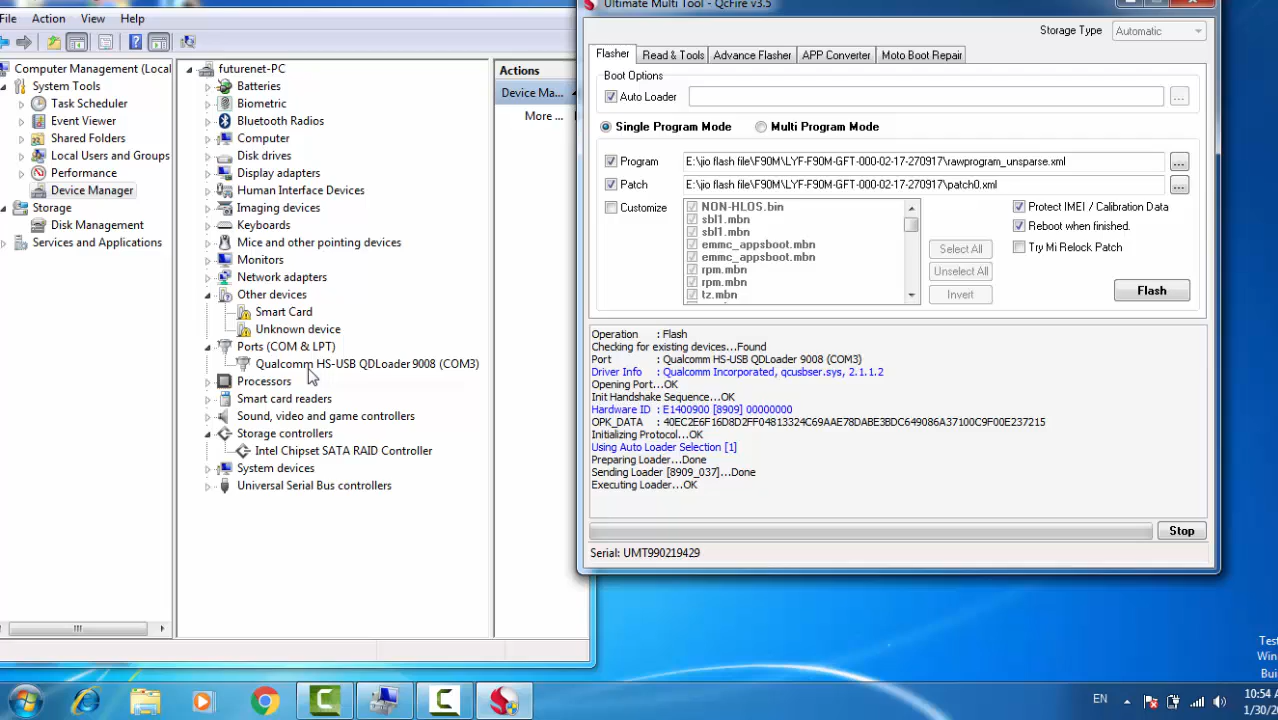 File Action View Help
Computer Management (Local
System Tools
Task Scheduler
Event Viewer
Shared Folders
Local Users and Groups
Performance
Device Manager
Storage
Disk Management
Services and Applications
futurenet-PC
Batteries
Biometric
Bluetooth Radios
Computer
Disk drives
Display adapters
Human Interface Devices
Imaging devices
Keyboards
Mice and other pointing devices
Monitors
Network adapters
Other devices
Smart Card
Unknown device
Ports (COM & LPT)
Qualcomm HS-USB QDLoader 9008 (COM3)
Processors
Smart card readers
Sound, video and game controllers
Storage controllers
Intel Chipset SATA RAID Controller
System devices
Universal Serial Bus controllers
Actions
Device Ma...
More ...
Ultimate Multi Tool - QcFire v3.5
Storage Type Automatic
Flasher Read & Tools Advance Flasher APP Converter Moto Boot Repair
Boot Options
Auto Loader ...
Single Program Mode Multi Program Mode
Program E:\jio flash file\F90M\LYF-F90M-GFT-000-02-17-270917\rawprogram_unsparse.xml ...
Patch E:\jio flash file\F90M\LYF-F90M-GFT-000-02-17-270917\patch0.xml ...
Customize
NON-HLOS.bin
sbl1.mbn
sbl1.mbn
emmc_appsboot.mbn
emmc_appsboot.mbn
rpm.mbn
rpm.mbn
tz.mbn
Select All
Unselect All
Invert
Protect IMEI / Calibration Data
Reboot when finished.
Try Mi Relock Patch
Flash
Operation : Flash
Checking for existing devices...Found
Port : Qualcomm HS-USB QDLoader 9008 (COM3)
Driver Info : Qualcomm Incorporated, qcusbser.sys, 2.1.1.2
Opening Port...OK
Init Handshake Sequence...OK
Hardware ID : E1400900 [8909] 00000000
OPK_DATA : 40EC2E6F16D8D2FF04813324C69AAE78DABE3BDC649086A37100C9F00E237215
Initializing Protocol...OK
Using Auto Loader Selection [1]
Preparing Loader...Done
Sending Loader [8909_037]...Done
Executing Loader...OK
Stop
Serial: UMT990219429
Tes
Win
Bui
EN
10:54 A
1/30/20